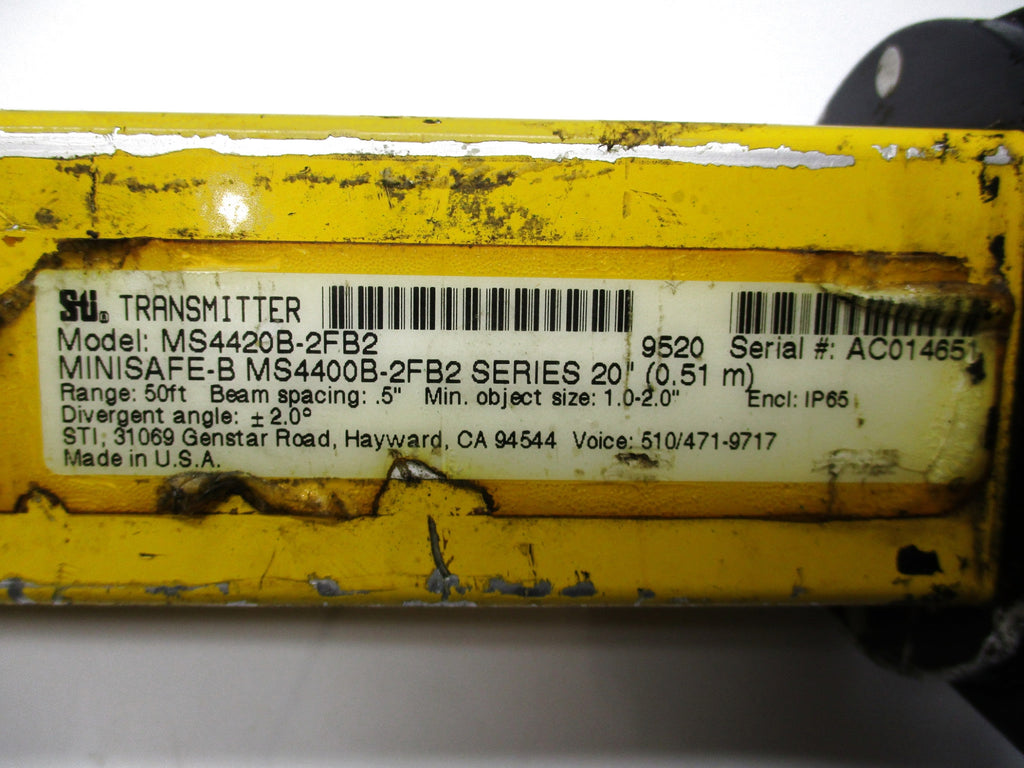 Sti® TRANSMITTER
Model: MS4420B-2FB2 9520 Serial #: AC014651
MINISAFE-B MS4400B-2FB2 SERIES 20" (0.51 m)
Range: 50ft Beam spacing: .5" Min. object size: 1.0-2.0" Encl: IP65
Divergent angle: ± 2.0°
STI, 31069 Genstar Road, Hayward, CA 94544 Voice: 510/471-9717
Made in U.S.A.